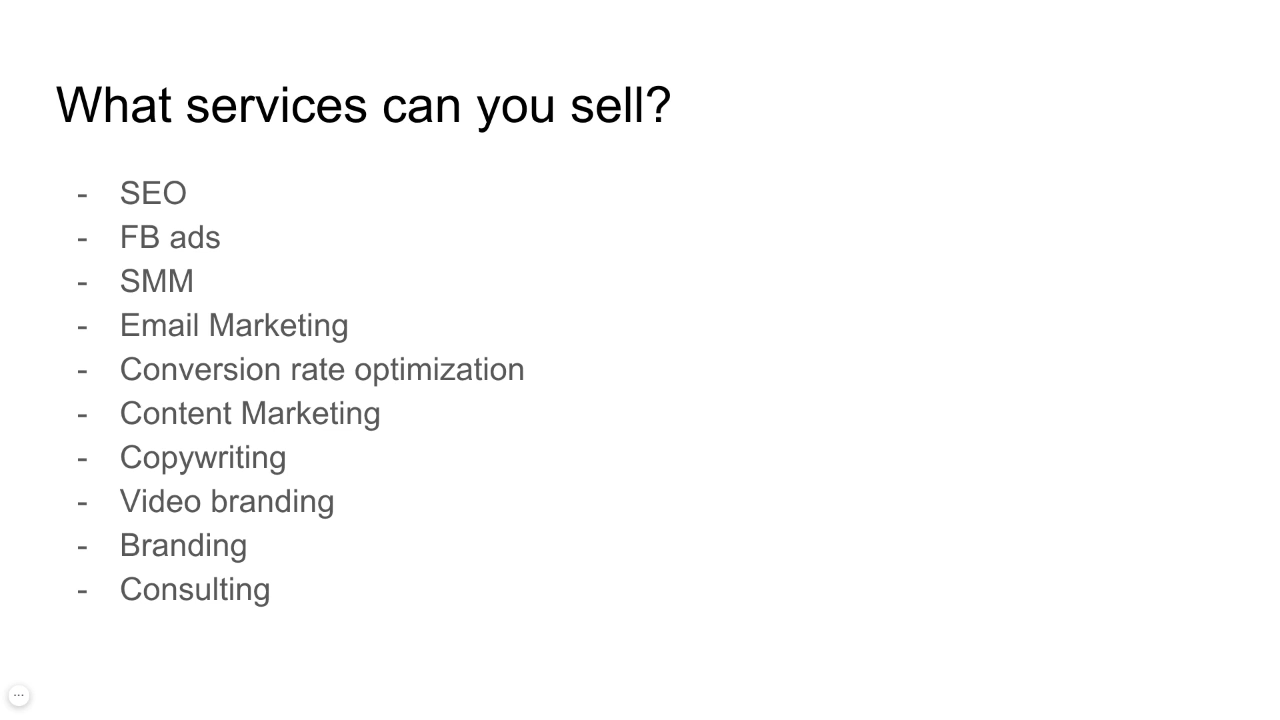 What services can you sell?
- SEO
- FB ads
- SMM
- Email Marketing
- Conversion rate optimization
- Content Marketing
- Copywriting
- Video branding
- Branding
- Consulting